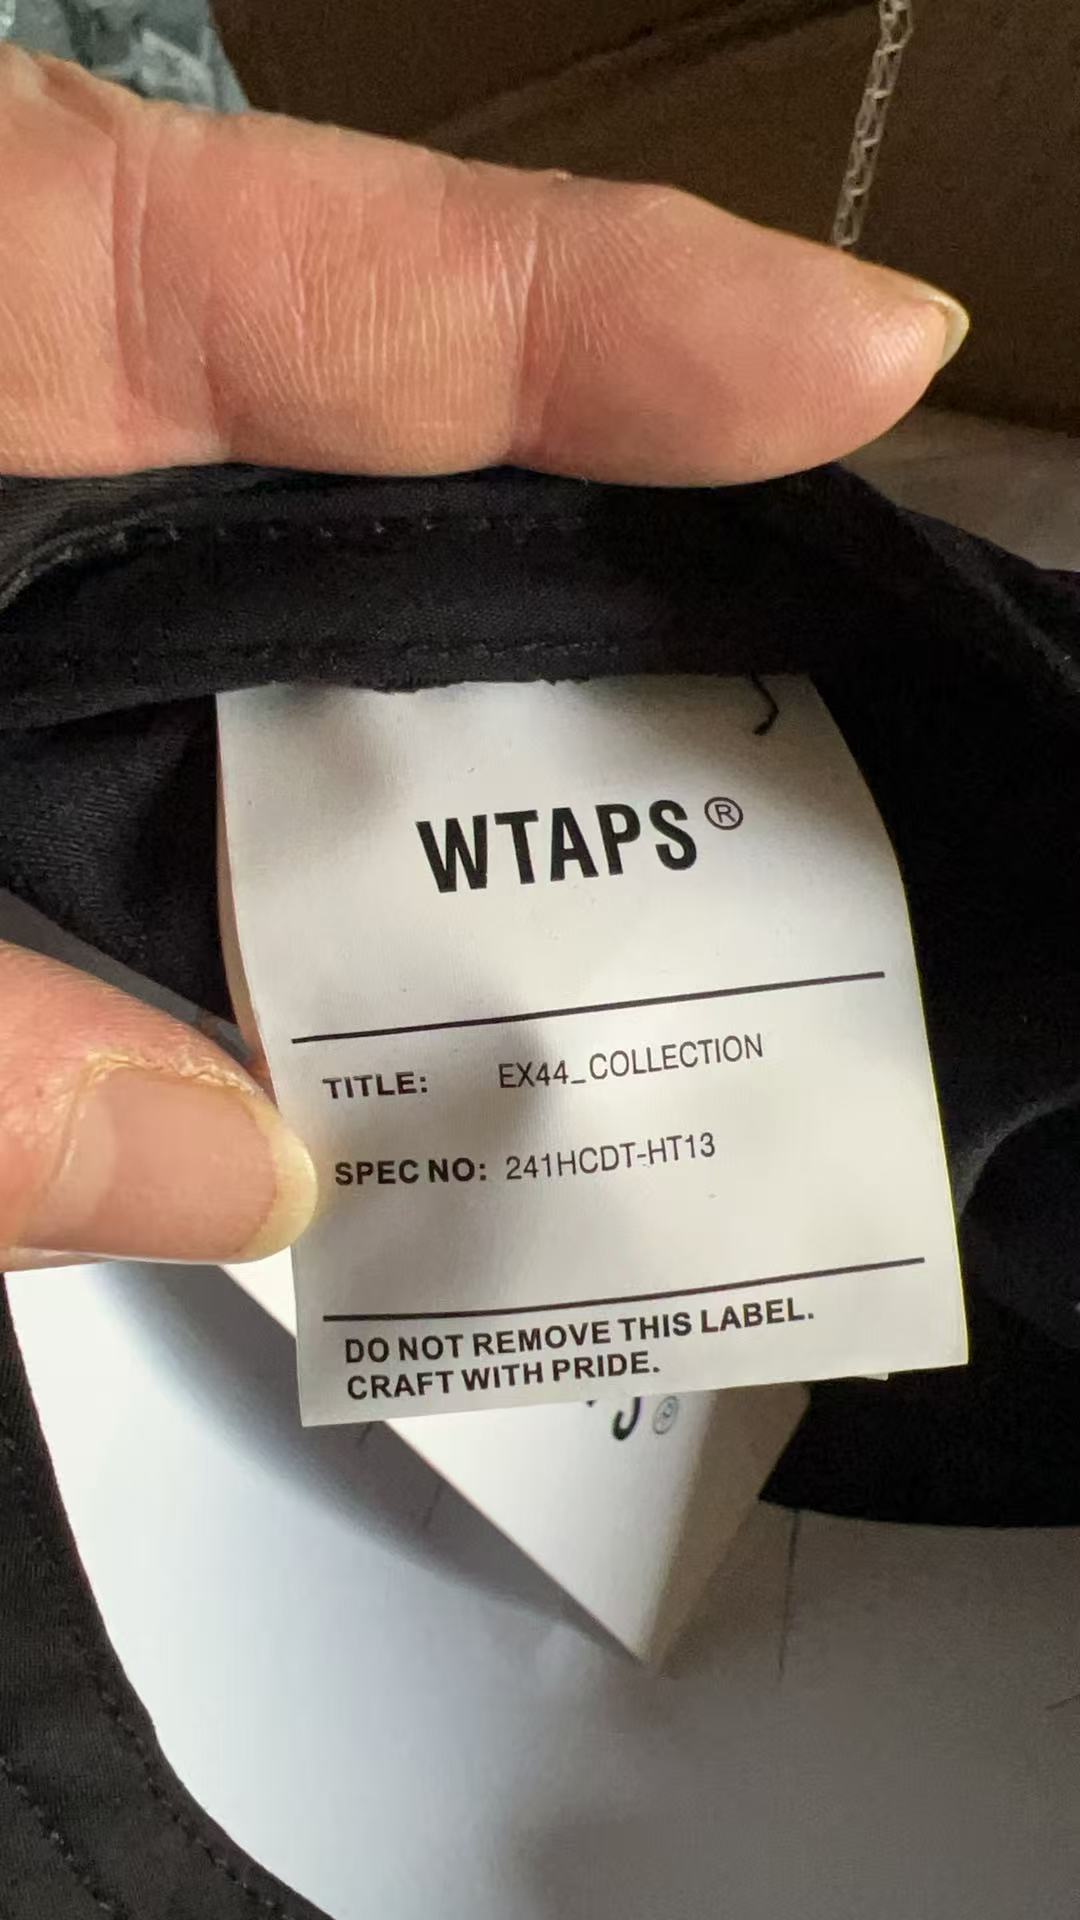 WTAPS®
TITLE: EX44_COLLECTION
SPEC NO: 241HCDT-HT13
DO NOT REMOVE THIS LABEL.
CRAFT WITH PRIDE.